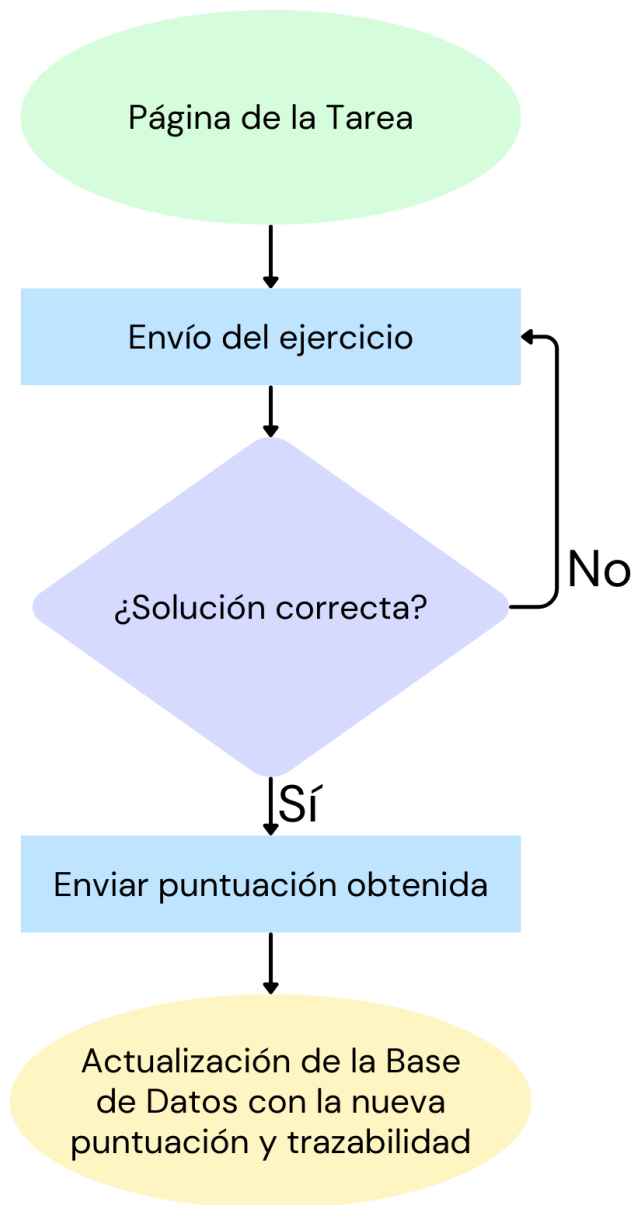 Página de la Tarea
Envío del ejercicio
No
¿Solución correcta?
Sí
Enviar puntuación obtenida
Actualización de la Base
de Datos con la nueva
puntuación y trazabilidad